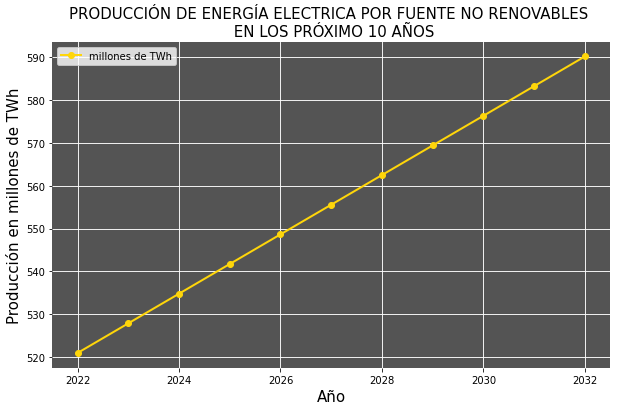 PRODUCCIÓN DE ENERGÍA ELECTRICA POR FUENTE NO RENOVABLES
EN LOS PRÓXIMO 10 AÑOS
millones de TWh
Producción en millones de TWh
590
580
570
560
550
540
530
520
2022 2024 2026 2028 2030 2032
Año